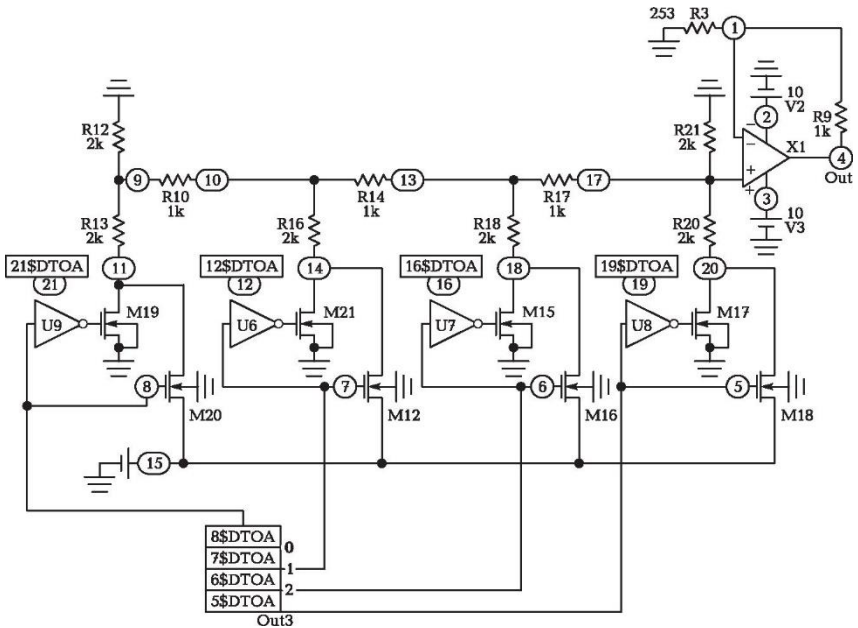 253 R3 1
10
V2
R9
1k
2
X1
4
Out
3
10
V3
R12
2k
R21
2k
9 10 13 17
R10
1k
R14
1k
R17
1k
R13
2k
R16
2k
R18
2k
R20
2k
21$DTOA 11 12$DTOA 14 16$DTOA 18 19$DTOA 20
21 12 16 19
U9 M19 U6 M21 U7 M15 U8 M17
8 7 6 5
M20 M12 M16 M18
15
8$DTOA
0
7$DTOA
1
6$DTOA
2
5$DTOA
Out3